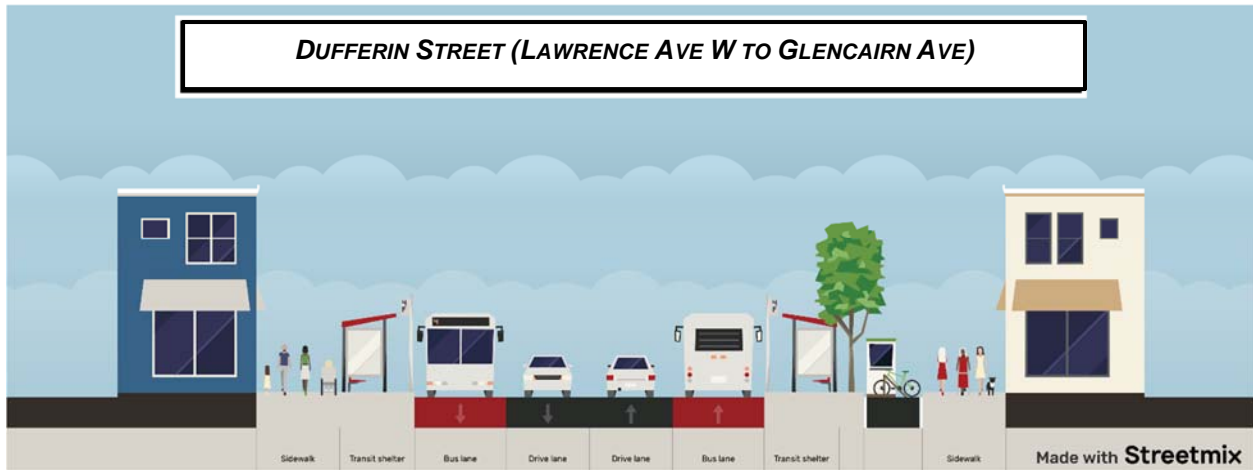 DUFFERIN STREET (LAWRENCE AVE W TO GLENCAIRN AVE)
Sidewalk Transit shelter Bus lane Drive lane Drive lane Bus lane Transit shelter Sidewalk
Made with Streetmix